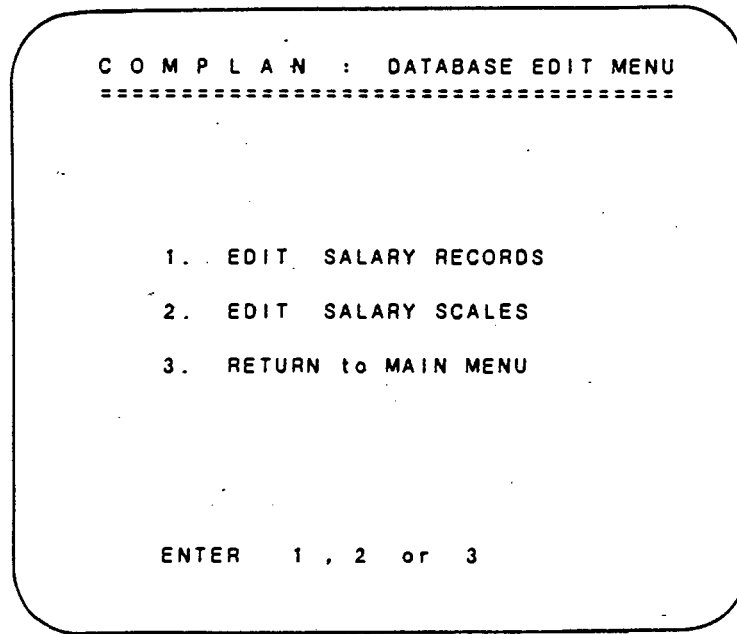 C O M P L A N : DATABASE EDIT MENU
====================================
1. EDIT SALARY RECORDS
2. EDIT SALARY SCALES
3. RETURN to MAIN MENU
ENTER 1 , 2 or 3